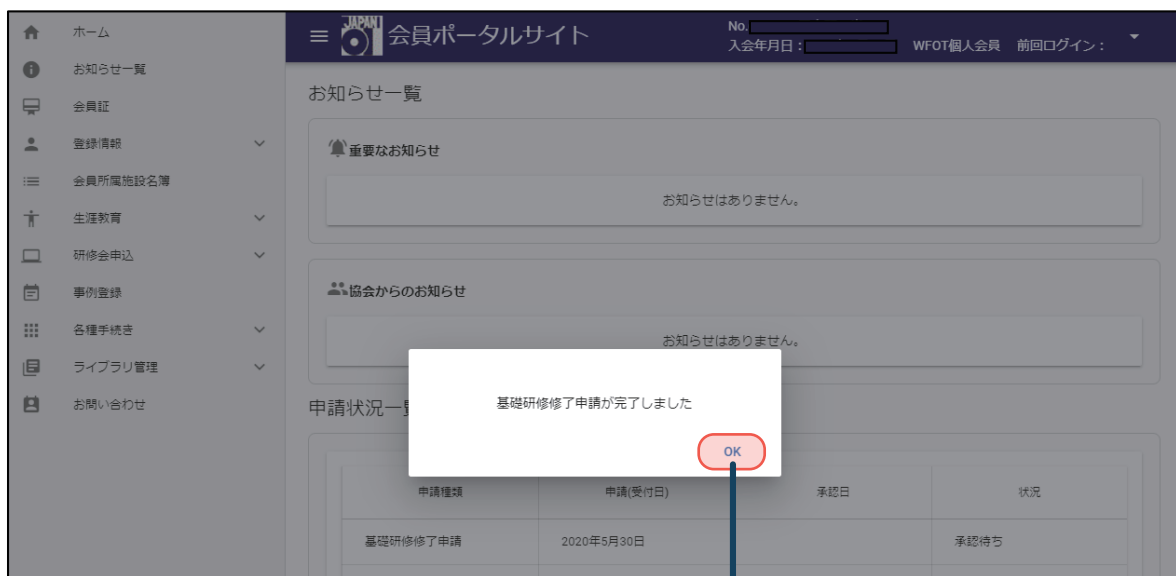 ホーム
お知らせ一覧
会員証
登録情報
会員所属施設名簿
生涯教育
研修会申込
事例登録
各種手続き
ライブラリ管理
お問い合わせ
JAPAN
会員ポータルサイト
No.
入会年月日：
WFOT個人会員 前回ログイン：
お知らせ一覧
重要なお知らせ
お知らせはありません。
協会からのお知らせ
お知らせはありません。
申請状況一
基礎研修修了申請が完了しました
OK
申請種類 申請(受付日) 承認日 状況
基礎研修修了申請 2020年5月30日 承認待ち